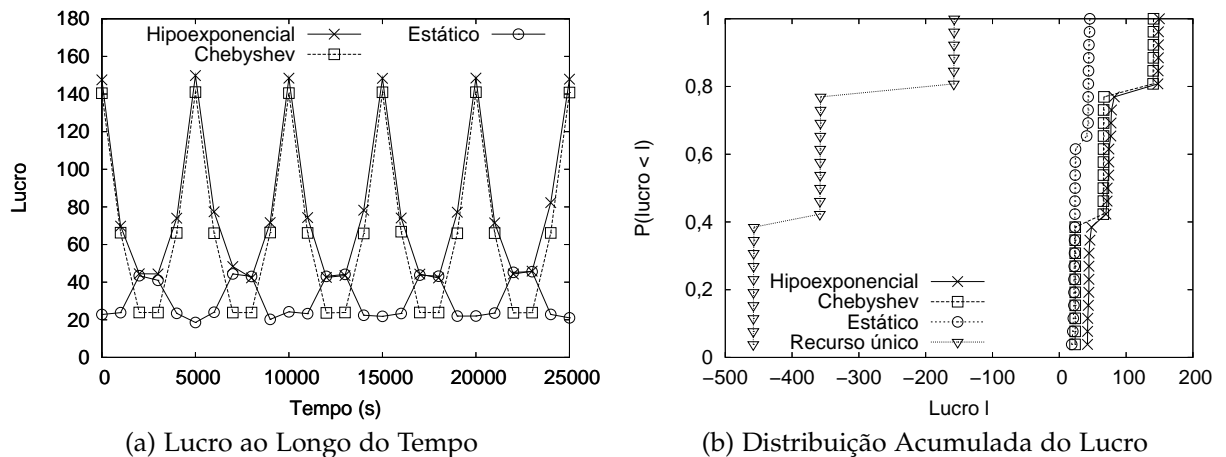 180
160
140
120
100
80
60
40
20
0
Lucro
Hipoexponencial
Chebyshev
Estático
0
5000
10000
15000
20000
25000
Tempo (s)
(a) Lucro ao Longo do Tempo
1
0,8
0,6
0,4
0,2
0
P(lucro < l)
Hipoexponencial
Chebyshev
Estático
Recurso único
−500
−400
−300
−200
−100
0
100
200
Lucro l
(b) Distribuição Acumulada do Lucro